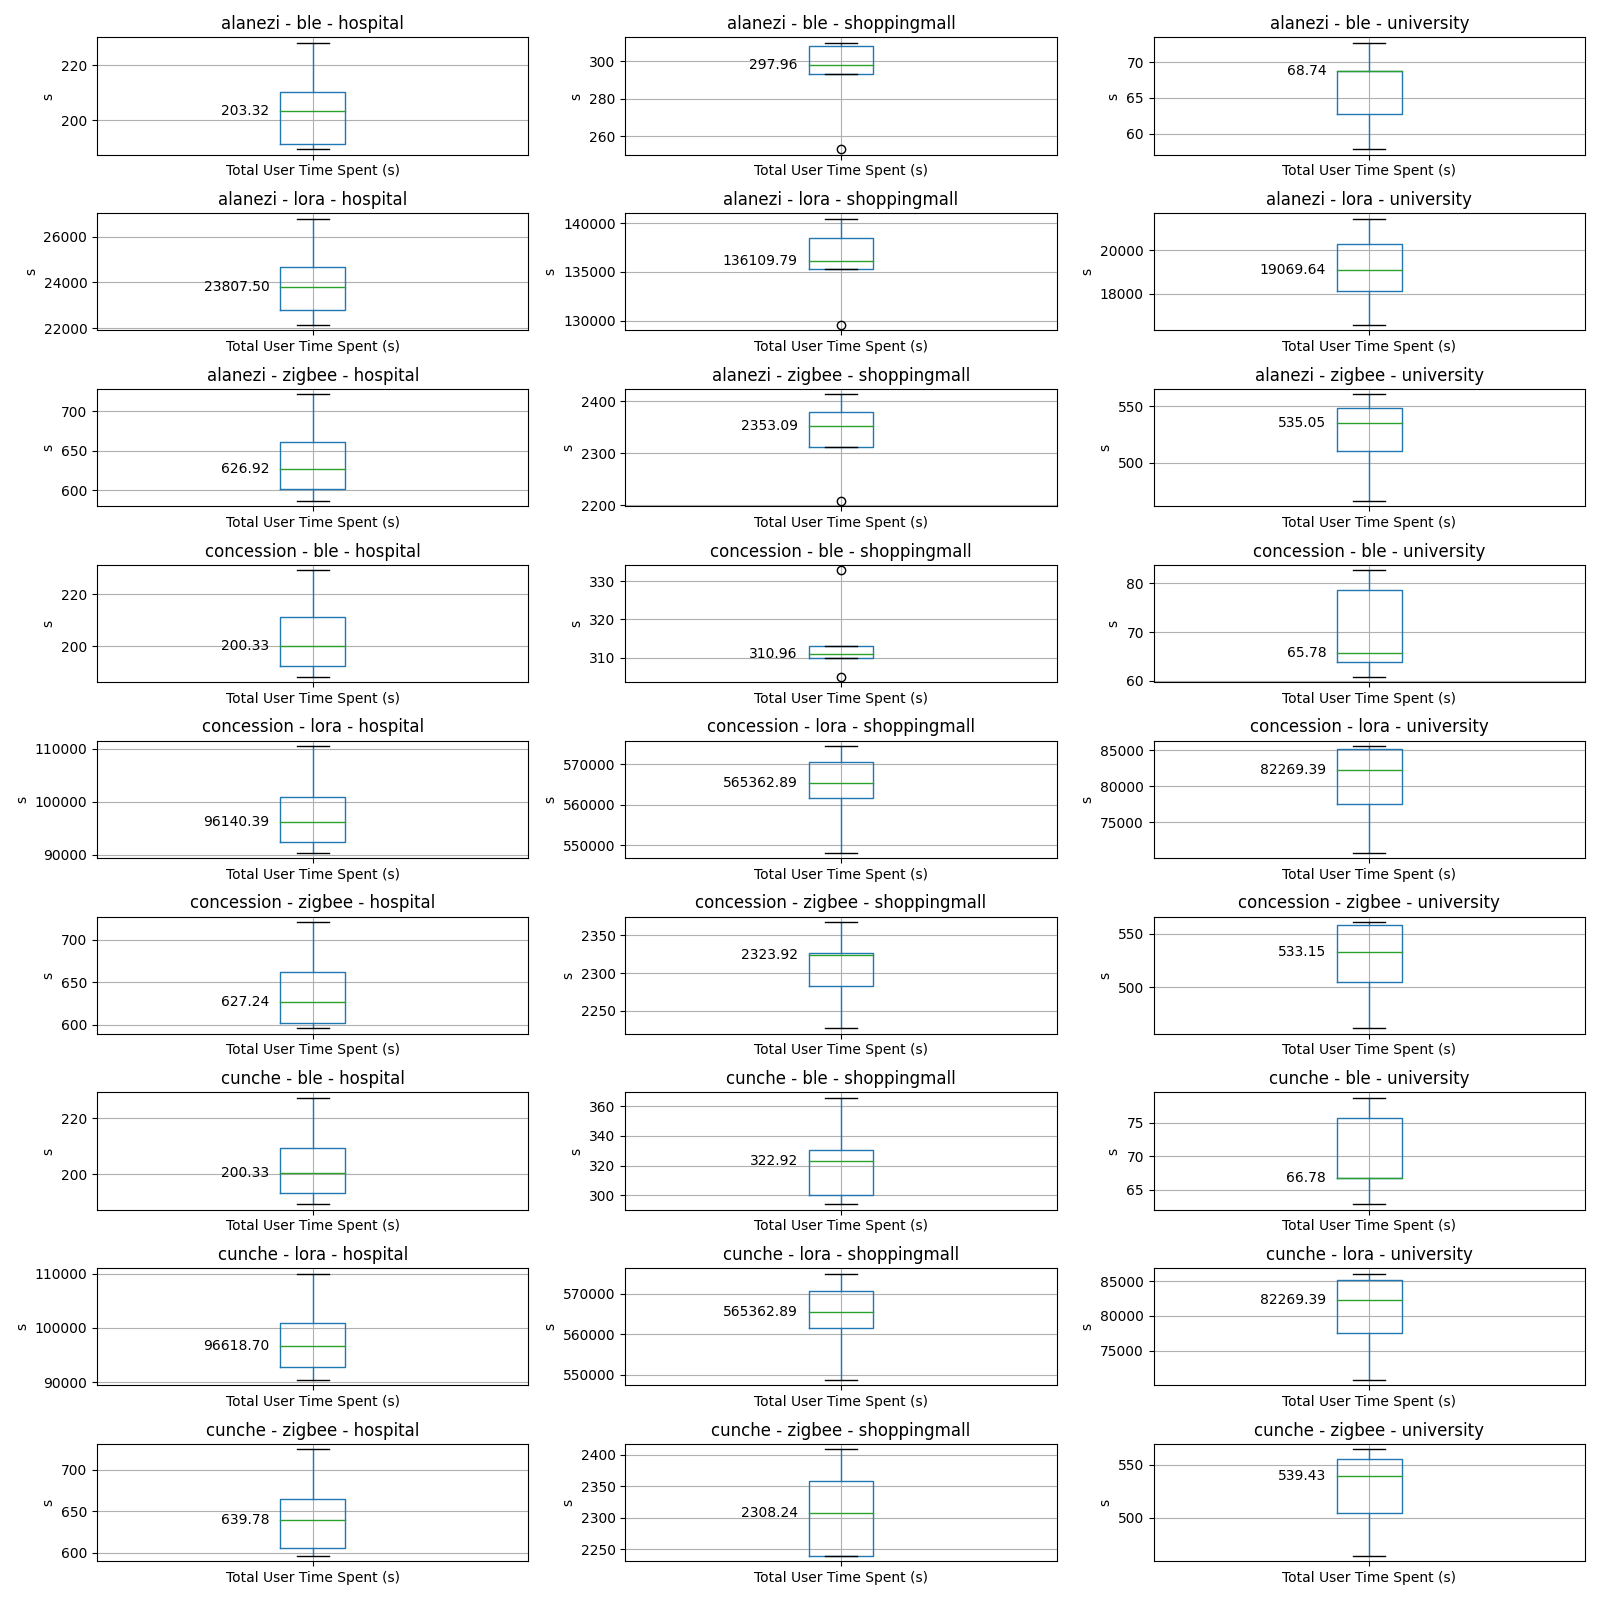 alanezi - ble - hospital
220
203.32
200
s
Total User Time Spent (s)
alanezi - ble - shoppingmall
300
297.96
280
260
s
Total User Time Spent (s)
alanezi - ble - university
70
68.74
65
60
s
Total User Time Spent (s)
alanezi - lora - hospital
26000
24000
23807.50
22000
s
Total User Time Spent (s)
alanezi - lora - shoppingmall
140000
136109.79
135000
130000
s
Total User Time Spent (s)
alanezi - lora - university
20000
19069.64
18000
s
Total User Time Spent (s)
alanezi - zigbee - hospital
700
650
626.92
600
s
Total User Time Spent (s)
alanezi - zigbee - shoppingmall
2400
2353.09
2300
2200
s
Total User Time Spent (s)
alanezi - zigbee - university
550
535.05
500
s
Total User Time Spent (s)
concession - ble - hospital
220
200.33
200
s
Total User Time Spent (s)
concession - ble - shoppingmall
330
320
310.96
310
s
Total User Time Spent (s)
concession - ble - university
80
70
65.78
60
s
Total User Time Spent (s)
concession - lora - hospital
110000
100000
96140.39
90000
s
Total User Time Spent (s)
concession - lora - shoppingmall
570000
565362.89
560000
550000
s
Total User Time Spent (s)
concession - lora - university
85000
82269.39
80000
75000
s
Total User Time Spent (s)
concession - zigbee - hospital
700
650
627.24
600
s
Total User Time Spent (s)
concession - zigbee - shoppingmall
2350
2323.92
2300
2250
s
Total User Time Spent (s)
concession - zigbee - university
550
533.15
500
s
Total User Time Spent (s)
cunche - ble - hospital
220
200.33
200
s
Total User Time Spent (s)
cunche - ble - shoppingmall
360
340
322.92
320
300
s
Total User Time Spent (s)
cunche - ble - university
75
70
66.78
65
s
Total User Time Spent (s)
cunche - lora - hospital
110000
100000
96618.70
90000
s
Total User Time Spent (s)
cunche - lora - shoppingmall
570000
565362.89
560000
550000
s
Total User Time Spent (s)
cunche - lora - university
85000
82269.39
80000
75000
s
Total User Time Spent (s)
cunche - zigbee - hospital
700
650
639.78
600
s
Total User Time Spent (s)
cunche - zigbee - shoppingmall
2400
2350
2308.24
2300
2250
s
Total User Time Spent (s)
cunche - zigbee - university
550
539.43
500
s
Total User Time Spent (s)